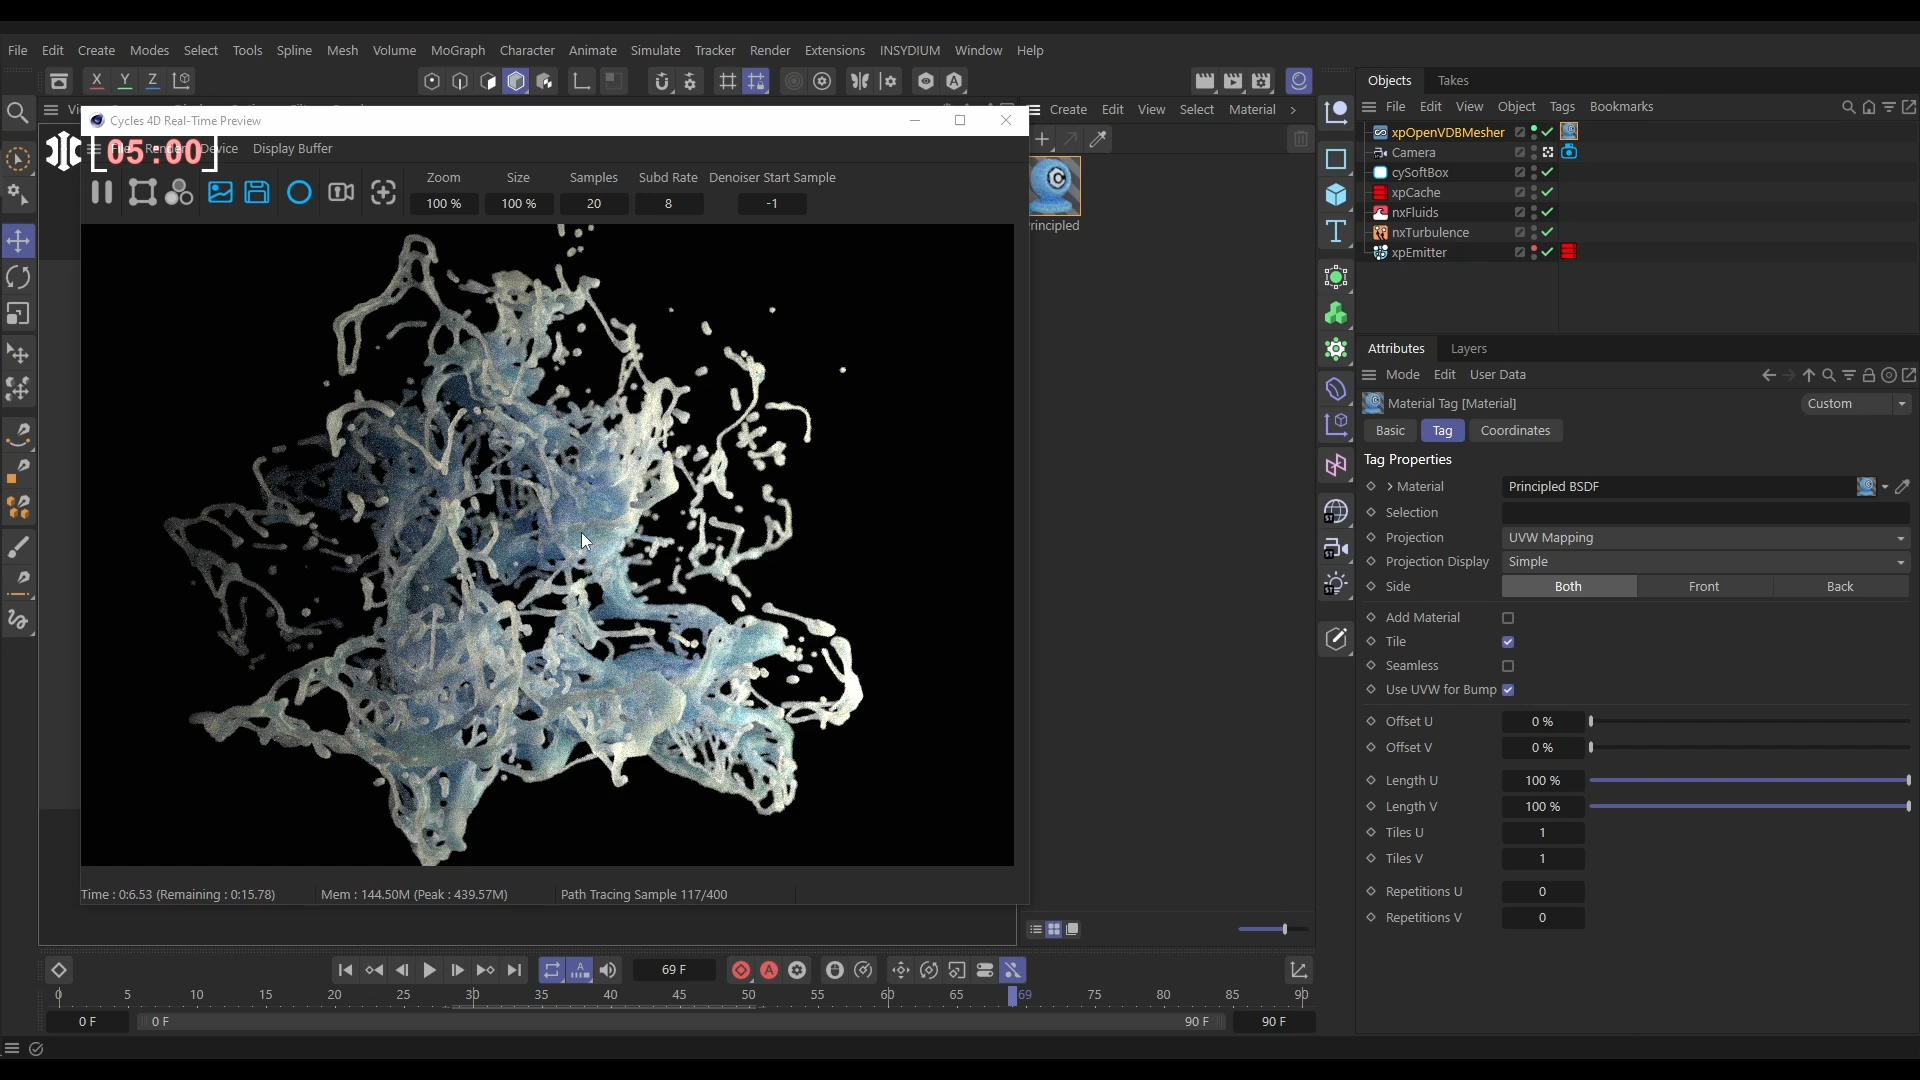 File Edit Create Modes Select Tools Spline Mesh Volume MoGraph Character Animate Simulate Tracker Render Extensions INSYDIUM Window Help
X Y Z
Cycles 4D Real-Time Preview
05:00
Display Buffer
Zoom Size Samples Subd Rate Denoiser Start Sample
100 % 100 % 20 8 -1
Time : 0:6.53 (Remaining : 0:15.78) Mem : 144.50M (Peak : 439.57M) Path Tracing Sample 117/400
Create Edit View Select Material
rincipled
Objects Takes
File Edit View Object Tags Bookmarks
xpOpenVDBMesher
Camera
cySoftBox
xpCache
nxFluids
nxTurbulence
xpEmitter
Attributes Layers
Mode Edit User Data
Material Tag [Material] Custom
Basic Tag Coordinates
Tag Properties
Material Principled BSDF
Selection
Projection UVW Mapping
Projection Display Simple
Side Both Front Back
Add Material
Tile
Seamless
Use UVW for Bump
Offset U 0 %
Offset V 0 %
Length U 100 %
Length V 100 %
Tiles U 1
Tiles V 1
Repetitions U 0
Repetitions V 0
69 F
0 5 10 15 20 25 30 35 40 45 50 55 60 65 69 75 80 85 90
0 F 0 F 90 F 90 F